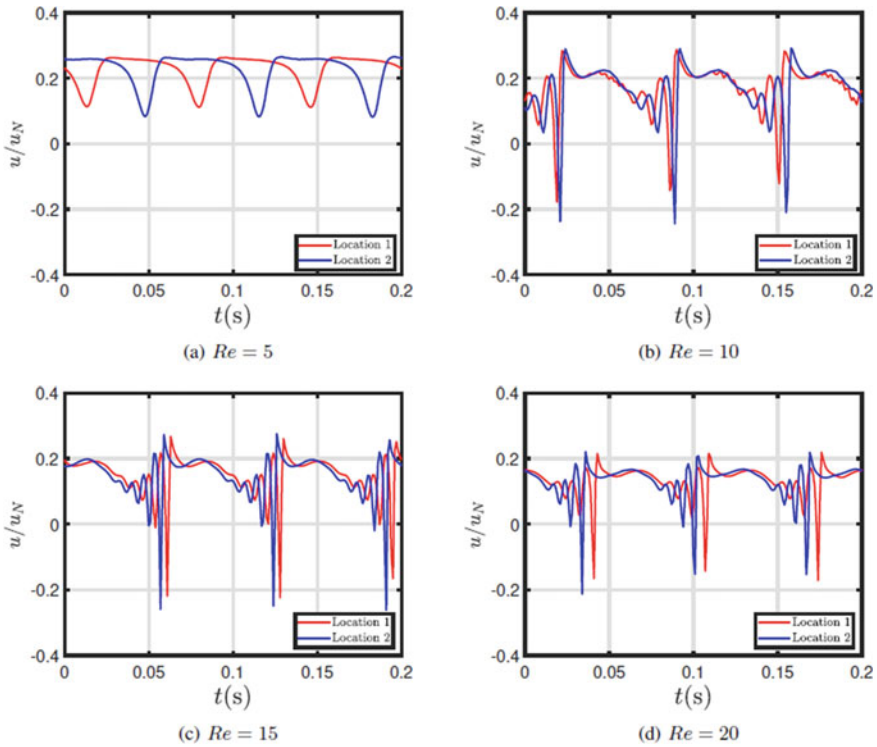 0.4
0.2
0
-0.2
-0.4
u/u_N
0 0.05 0.1 0.15 0.2
t(s)
Location 1
Location 2
(a) Re = 5
0.4
0.2
0
-0.2
-0.4
u/u_N
0 0.05 0.1 0.15 0.2
t(s)
Location 1
Location 2
(b) Re = 10
0.4
0.2
0
-0.2
-0.4
u/u_N
0 0.05 0.1 0.15 0.2
t(s)
Location 1
Location 2
(c) Re = 15
0.4
0.2
0
-0.2
-0.4
u/u_N
0 0.05 0.1 0.15 0.2
t(s)
Location 1
Location 2
(d) Re = 20